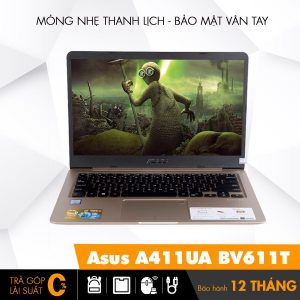 MỎNG NHẸ THANH LỊCH - BẢO MẬT VÂN TAY
ASUS
Asus A411UA BV611T
TRẢ GÓP
LÃI SUẤT
Bảo hành 12 THÁNG